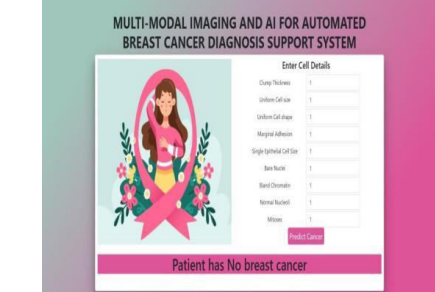 MULTI-MODAL IMAGING AND AI FOR AUTOMATED
BREAST CANCER DIAGNOSIS SUPPORT SYSTEM
Enter Cell Details
Clump Thickness 1
Uniform Cell size 1
Uniform Cell shape 1
Marginal Adhesion 1
Single Epithelial Cell Size 1
Bare Nuclei 1
Bland Chromatin 1
Normal Nucleoli 1
Mitoses 1
Predict Cancer
Patient has No breast cancer